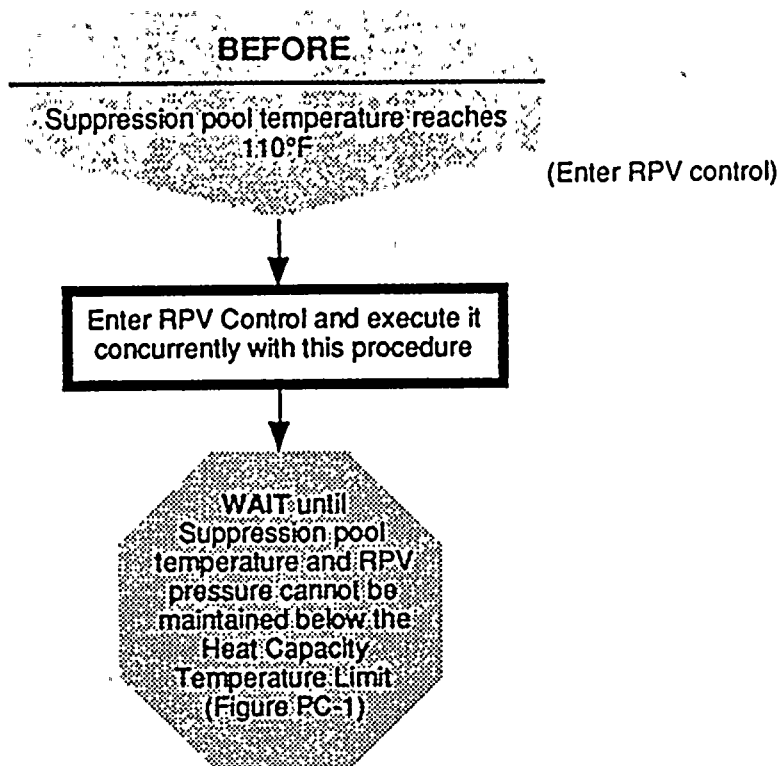 BEFORE
Suppression pool temperature reaches
110°F
(Enter RPV control)
Enter RPV Control and execute it
concurrently with this procedure
WAIT until
Suppression pool
temperature and RPV
pressure cannot be
maintained below the
Heat Capacity
Temperature Limit
(Figure PC-1)